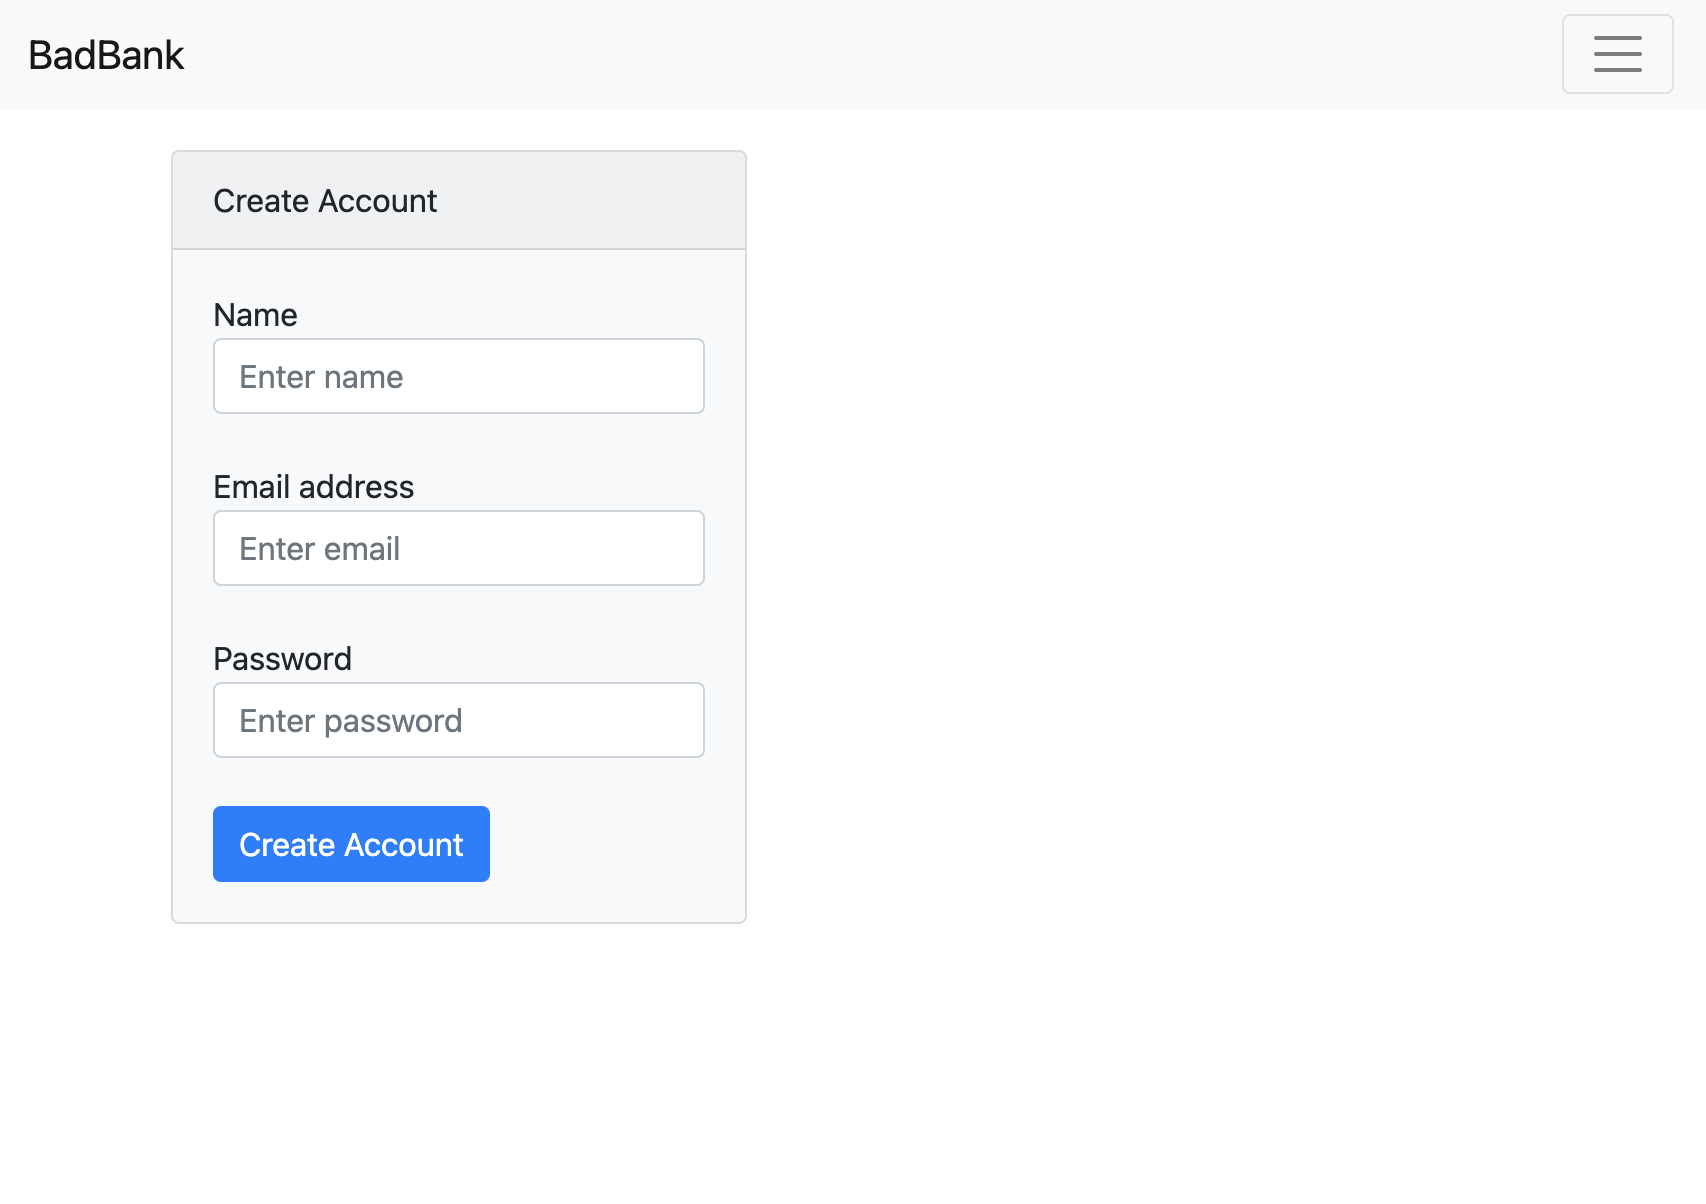 BadBank
Create Account
Name
Enter name
Email address
Enter email
Password
Enter password
Create Account